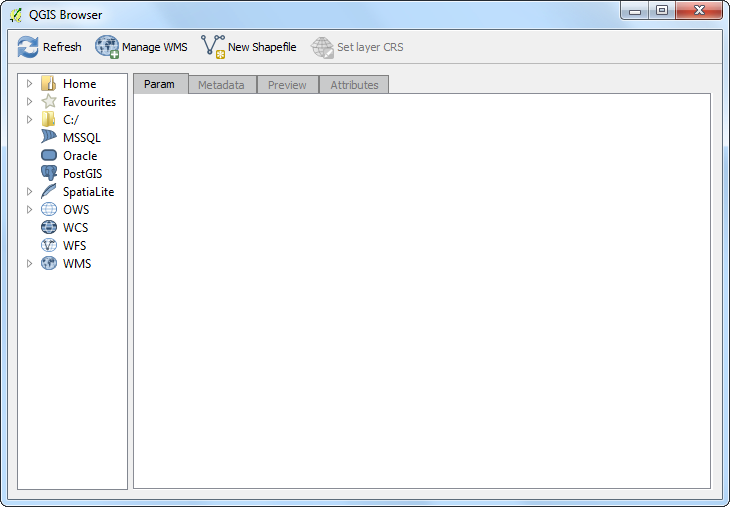 QGIS Browser
Refresh Manage WMS New Shapefile Set layer CRS
Param Metadata Preview Attributes
Home
Favourites
C:/
MSSQL
Oracle
PostGIS
SpatiaLite
OWS
WCS
WFS
WMS